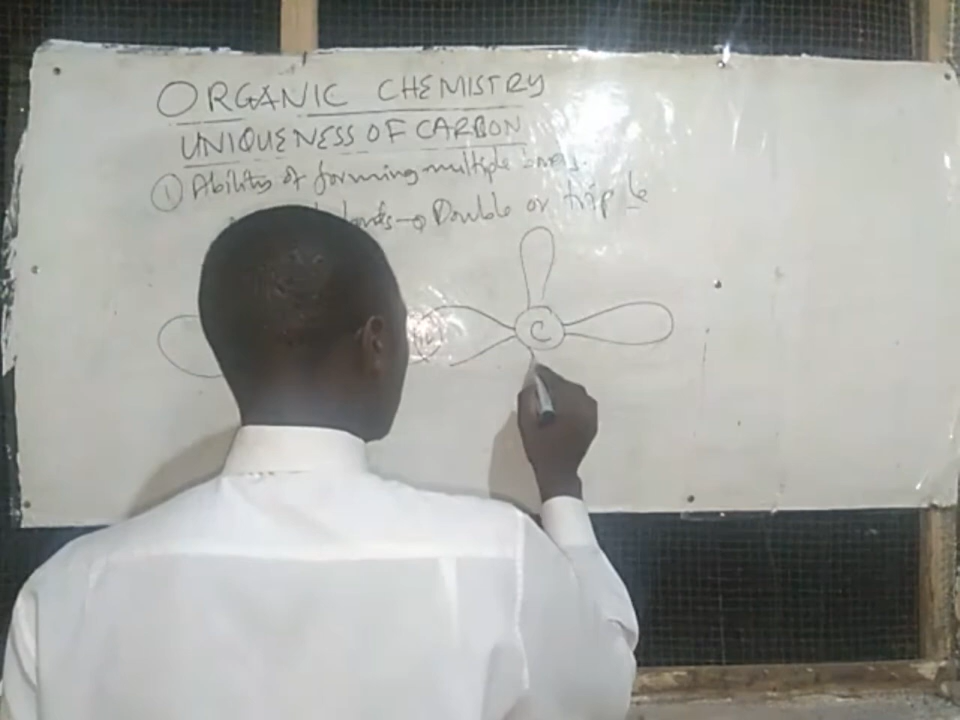 ORGANIC CHEMISTRY
UNIQUENESS OF CARBON
① Ability of forming multiple bonds.
bonds → Double or triple
C